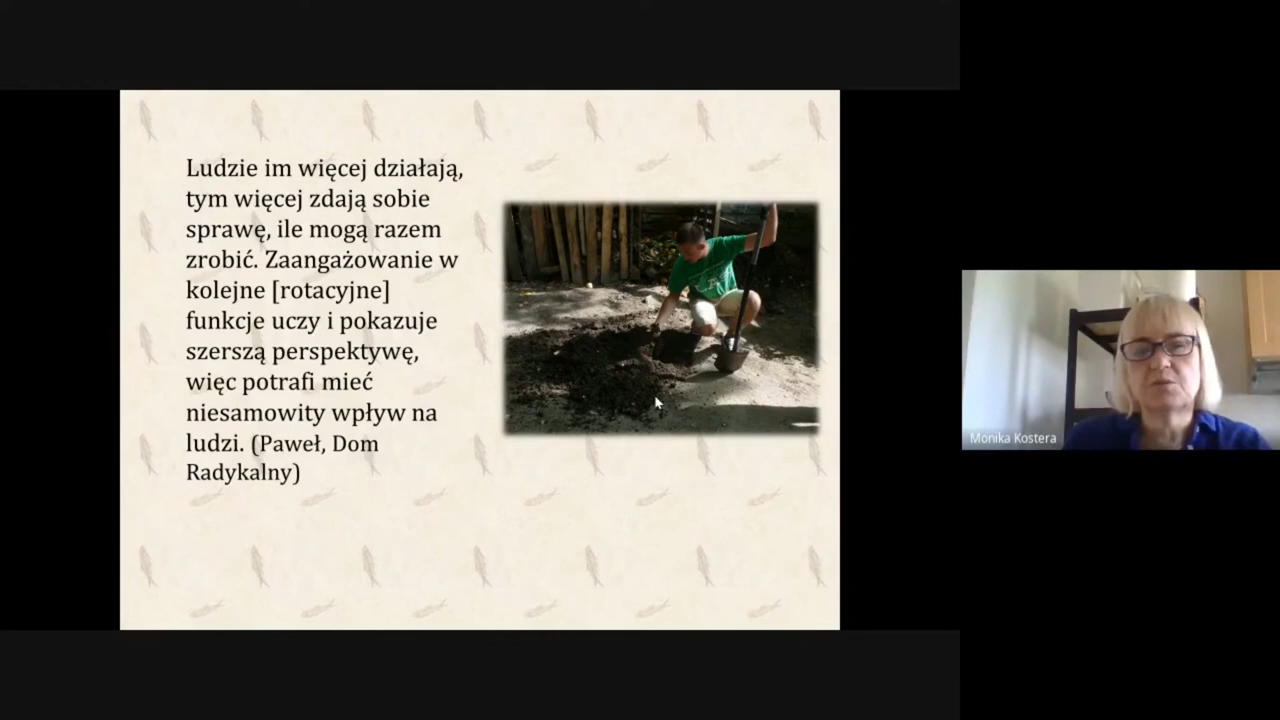 Ludzie im więcej działają,
tym więcej zdają sobie
sprawę, ile mogą razem
zrobić. Zaangażowanie w
kolejne [rotacyjne]
funkcje uczy i pokazuje
szerszą perspektywę,
więc potrafi mieć
niesamowity wpływ na
ludzi. (Paweł, Dom
Radykalny)
Monika Kostera